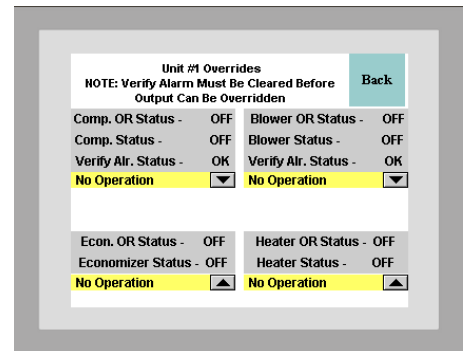 Unit #1 Overrides
NOTE: Verify Alarm Must Be Cleared Before
Output Can Be Overridden
Back
Comp. OR Status - OFF
Comp. Status - OFF
Verify Alr. Status - OK
No Operation
Blower OR Status - OFF
Blower Status - OFF
Verify Alr. Status - OK
No Operation
Econ. OR Status - OFF
Economizer Status - OFF
No Operation
Heater OR Status - OFF
Heater Status - OFF
No Operation